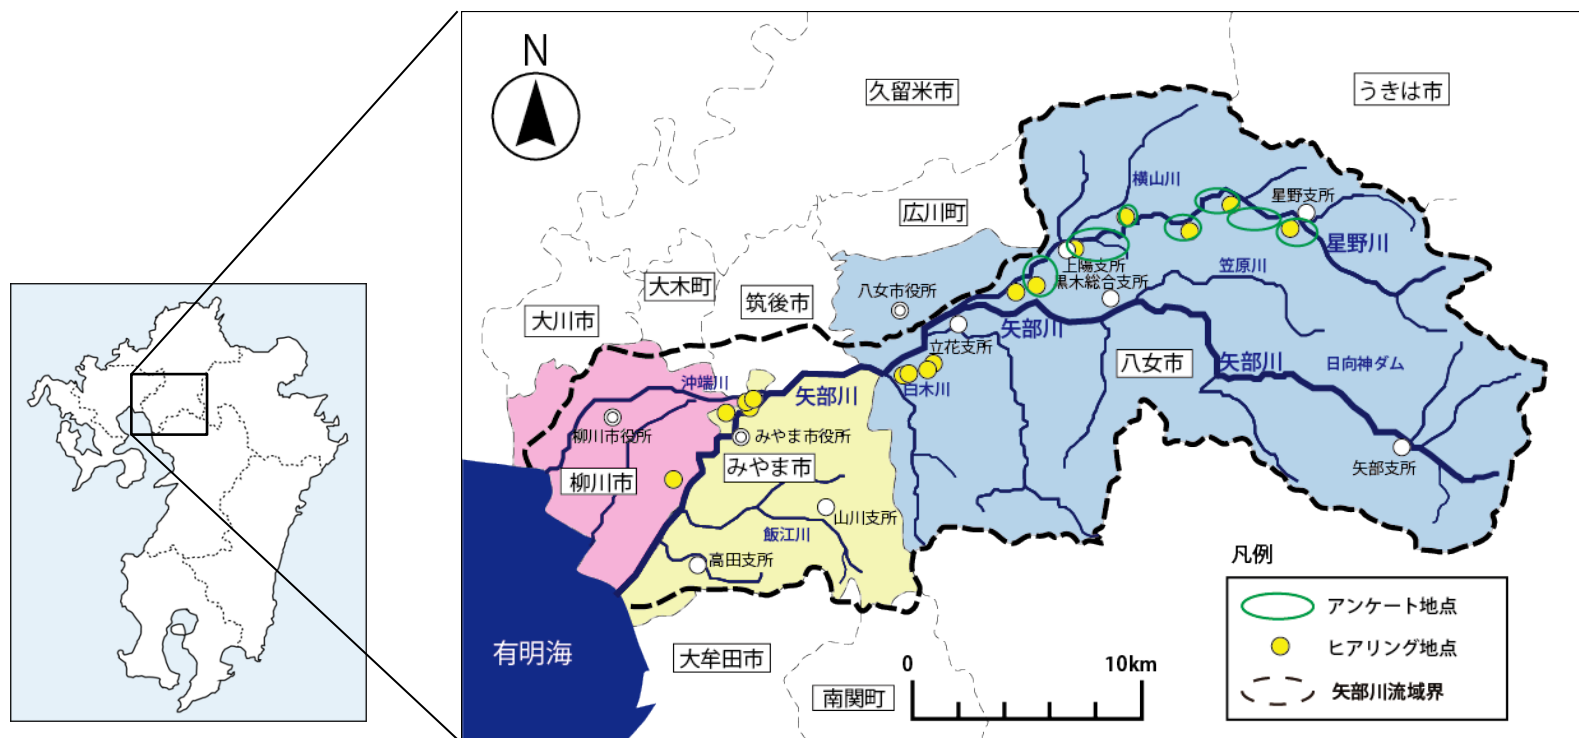 N
久留米市
うきは市
横山川
星野支所
広川町
星野川
上陽支所
笠原川
黒木総合支所
大木町
八女市役所
筑後市
大川市
矢部川
立花支所
八女市
矢部川
日向神ダム
沖端川
矢部川
白木川
柳川市役所
みやま市役所
矢部支所
みやま市
柳川市
山川支所
飯江川
高田支所
凡例
アンケート地点
ヒアリング地点
矢部川流域界
有明海
大牟田市
南関町
0
10km